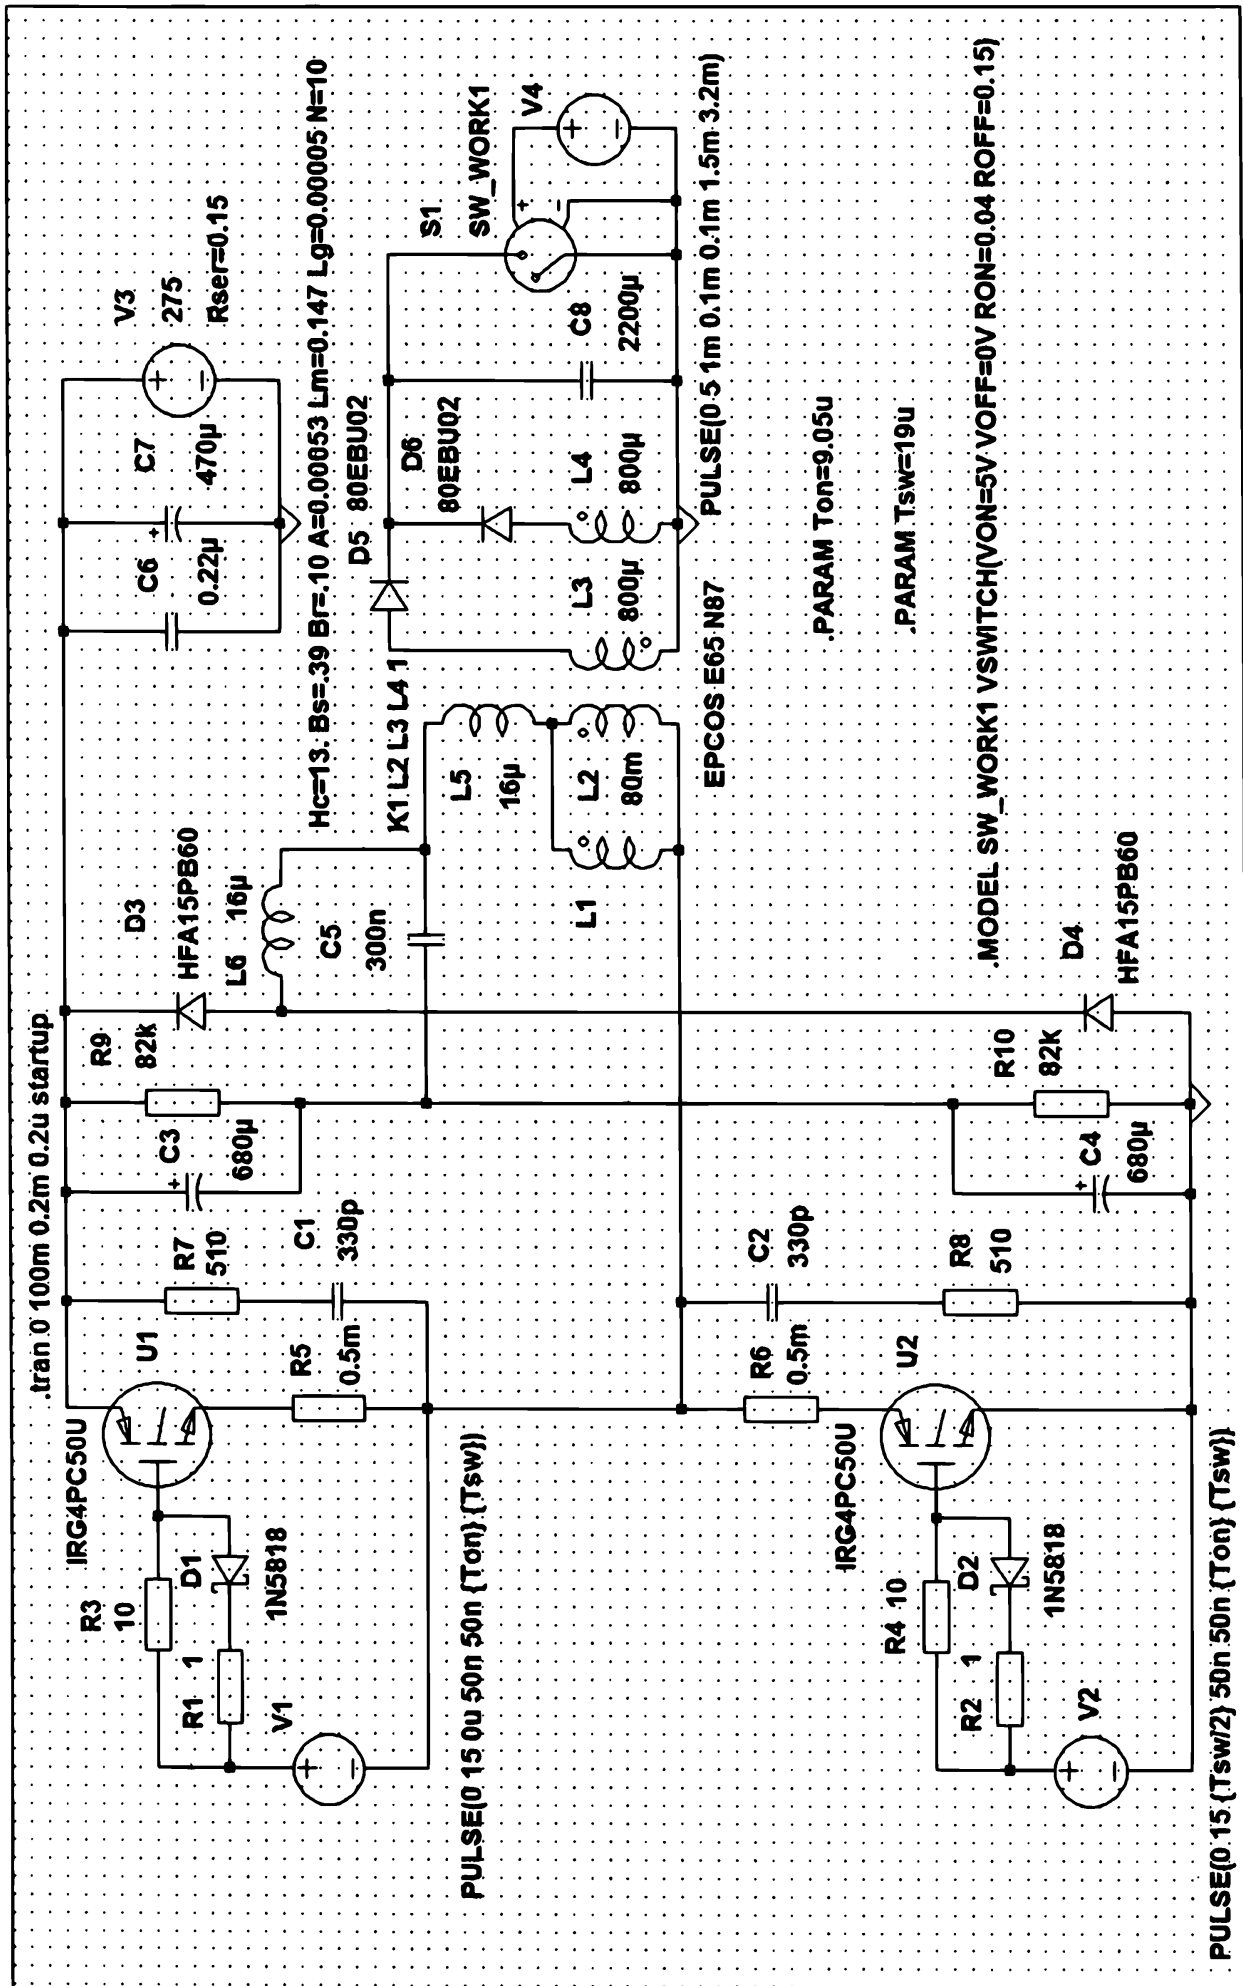 .tran 0 100m 0.2m 0.2u startup
IRG4PC50U
U1
R3
10
D1
1N5818
R1 1
V1
PULSE(0 15 0u 50n 50n {Ton} {Tsw})
R5
0.5m
R7
510
C1
330p
C3
680µ
R9
82k
D3
HFA15PB60
L6 16µ
C5
300n
C6
0.22µ
C7
470µ
V3
275
Rser=0.15
Hc=13. Bs=.39 Br=.10 A=0.00053 Lm=0.147 Lg=0.00005 N=10
K1 L2 L3 L4 1
L5
16µ
L1
L2
80m
D5 80EBU02
D6
80EBU02
L3
800µ
L4
800µ
C8
2200µ
S1
SW_WORK1
V4
PULSE(0 5 1m 0.1m 0.1m 1.5m 3.2m)
EPCOS E65 N87
.PARAM Ton=9.05u
.PARAM Tsw=19u
.MODEL SW_WORK1 VSWITCH(VON=5V VOFF=0V RON=0.04 ROFF=0.15)
IRG4PC50U
U2
R4 10
D2
1N5818
R2 1
V2
PULSE(0 15 {Tsw/2} 50n 50n {Ton} {Tsw})
R6
0.5m
C2
330p
R8
510
C4
680µ
R10
82k
D4
HFA15PB60